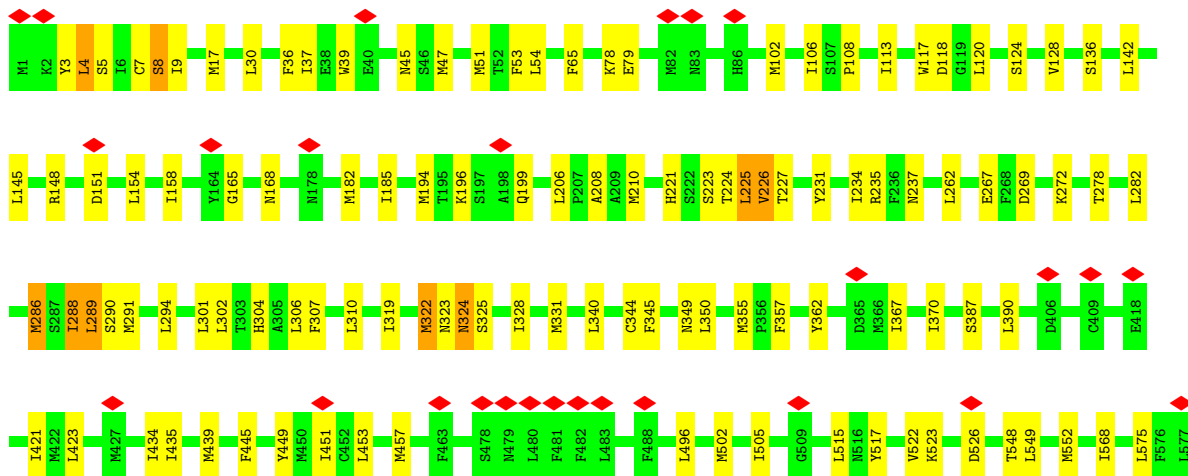 M1 K2 Y3 L4 S5 I6 C7 S8 I9 M17 L30 F36 I37 E38 W39 E40 N45 S46 M47 M51 T52 F53 L54 F65 K78 E79 M82 N83 H86 M102 I106 S107 P108 I113 W117 D118 G119 L120 S124 V128 S136 L142
L145 R148 D151 L154 I158 Y164 G165 N168 N178 M182 I185 M194 T195 K196 S197 A198 Q199 L206 P207 A208 A209 M210 H221 S222 S223 T224 L225 V226 T227 Y231 I234 R235 F236 N237 L262 E267 F268 D269 K272 T278 L282
M286 S287 I288 L289 S290 M291 L294 L301 L302 T303 H304 A305 L306 F307 L310 I319 M322 N323 N324 S325 I328 M331 L340 C344 F345 N349 L350 M355 P356 F357 Y362 D365 M366 I367 I370 S387 L390 D406 C409 E418
I421 M422 L423 M427 I434 I435 M439 F445 Y449 M450 I451 C452 L453 M457 F463 S478 N479 L480 F481 F482 L483 F488 L496 M502 I505 G509 L515 N516 Y517 V522 K523 D526 T548 L549 M552 I568 L575 F576 L577